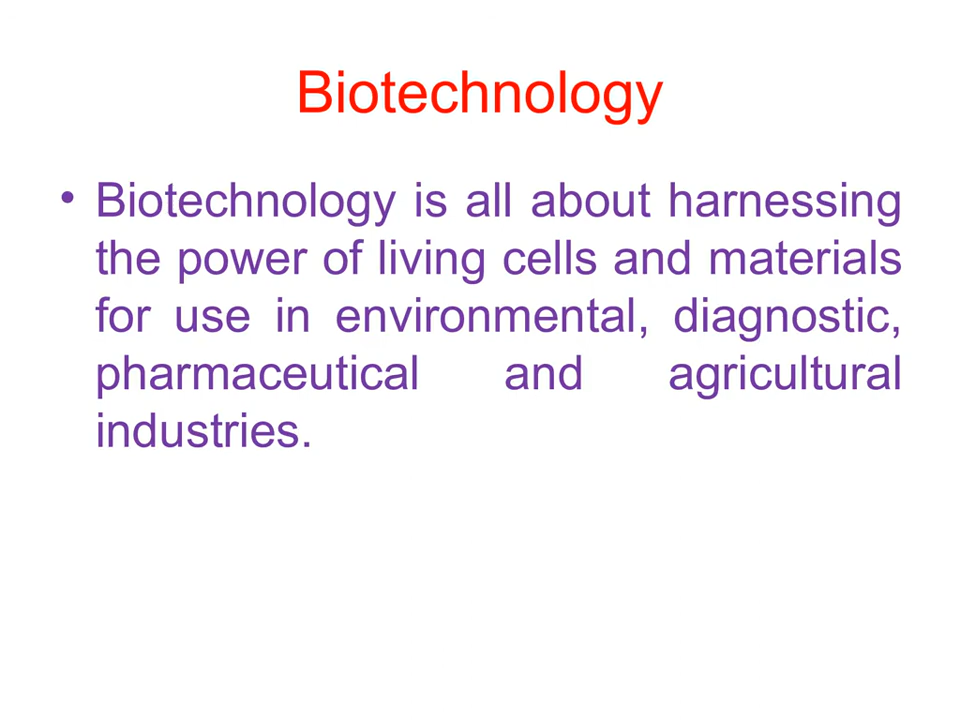 Biotechnology
• Biotechnology is all about harnessing
the power of living cells and materials
for use in environmental, diagnostic,
pharmaceutical and agricultural
industries.